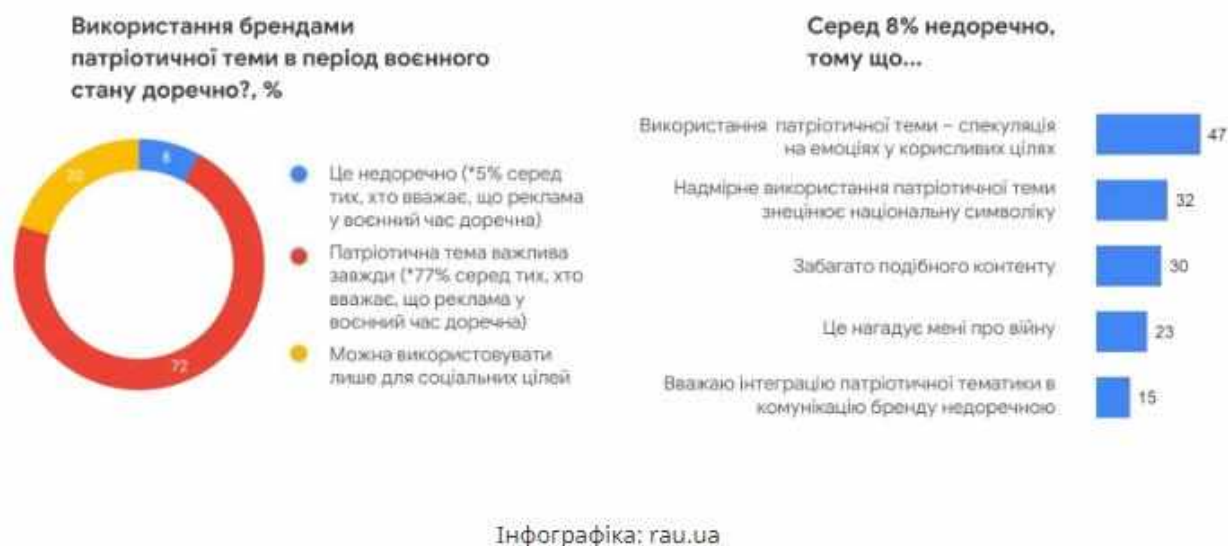 Використання брендами
патріотичної теми в період воєнного
стану доречно?, %
8
20
72
Це недоречно (*5% серед
тих, хто вважає, що реклама
у воєнний час доречна)
Патріотична тема важлива
завжди (*77% серед тих, хто
вважає, що реклама у
воєнний час доречна)
Можна використовувати
лише для соціальних цілей
Серед 8% недоречно,
тому що...
Використання патріотичної теми – спекуляція
на емоціях у корисливих цілях
47
Надмірне використання патріотичної теми
знецінює національну символіку
32
Забагато подібного контенту
30
Це нагадує мені про війну
23
Вважаю інтеграцію патріотичної тематики в
комунікацію бренду недоречною
15
Інфографіка: rau.ua